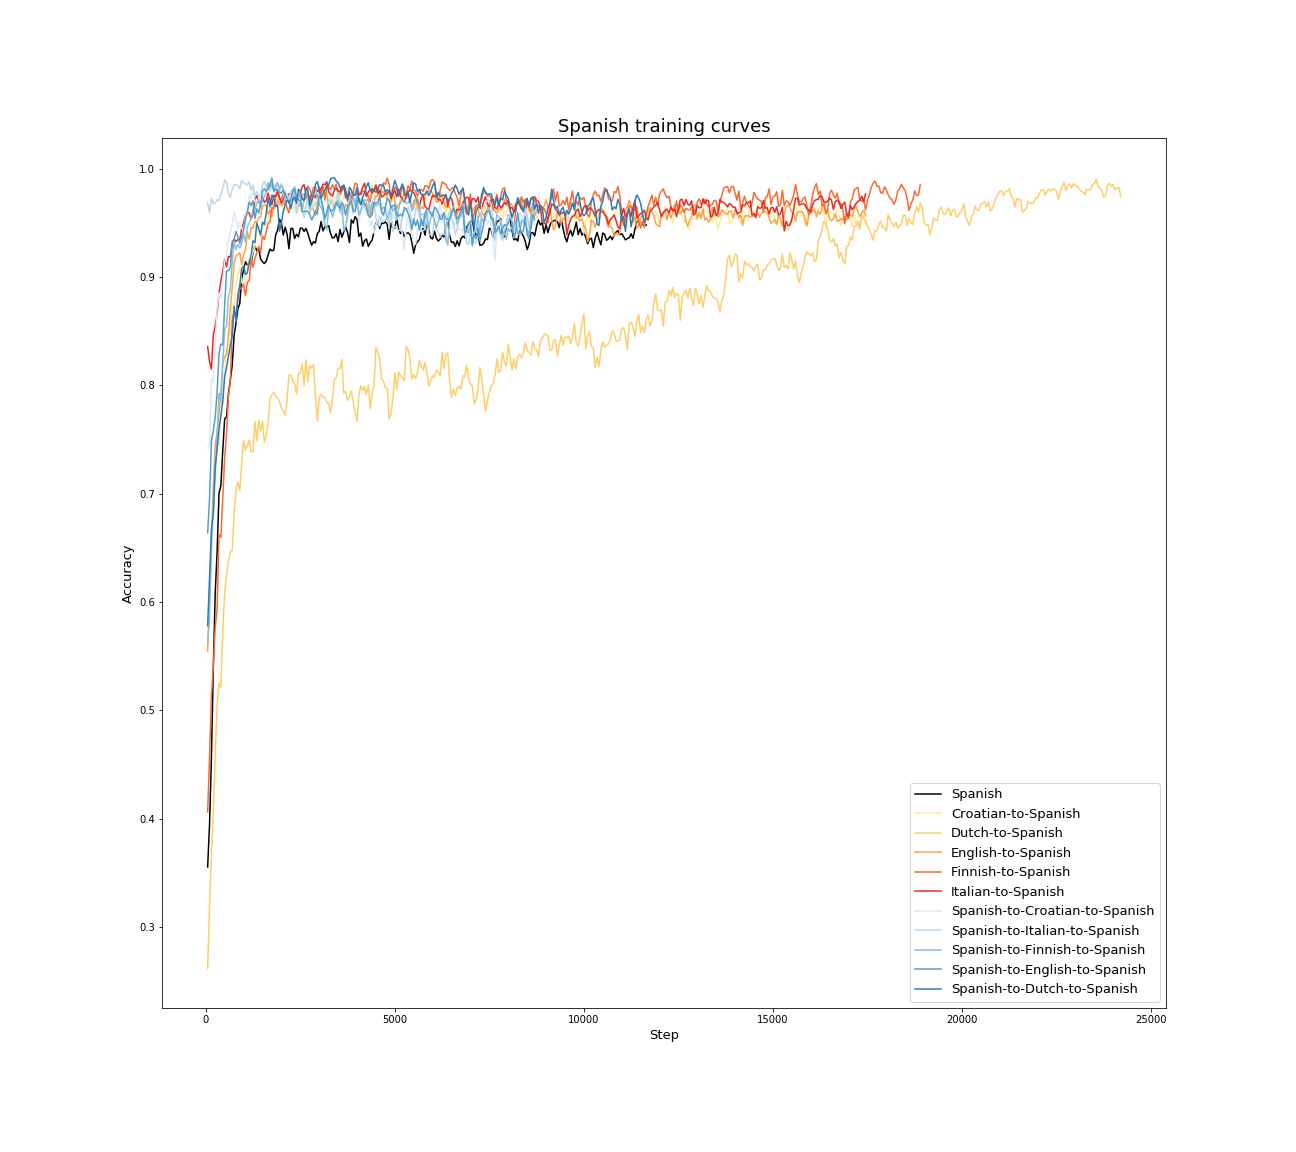 Spanish training curves
1.0
0.9
0.8
0.7
0.6
0.5
0.4
0.3
Accuracy
0 5000 10000 15000 20000 25000
Step
Spanish
Croatian-to-Spanish
Dutch-to-Spanish
English-to-Spanish
Finnish-to-Spanish
Italian-to-Spanish
Spanish-to-Croatian-to-Spanish
Spanish-to-Italian-to-Spanish
Spanish-to-Finnish-to-Spanish
Spanish-to-English-to-Spanish
Spanish-to-Dutch-to-Spanish